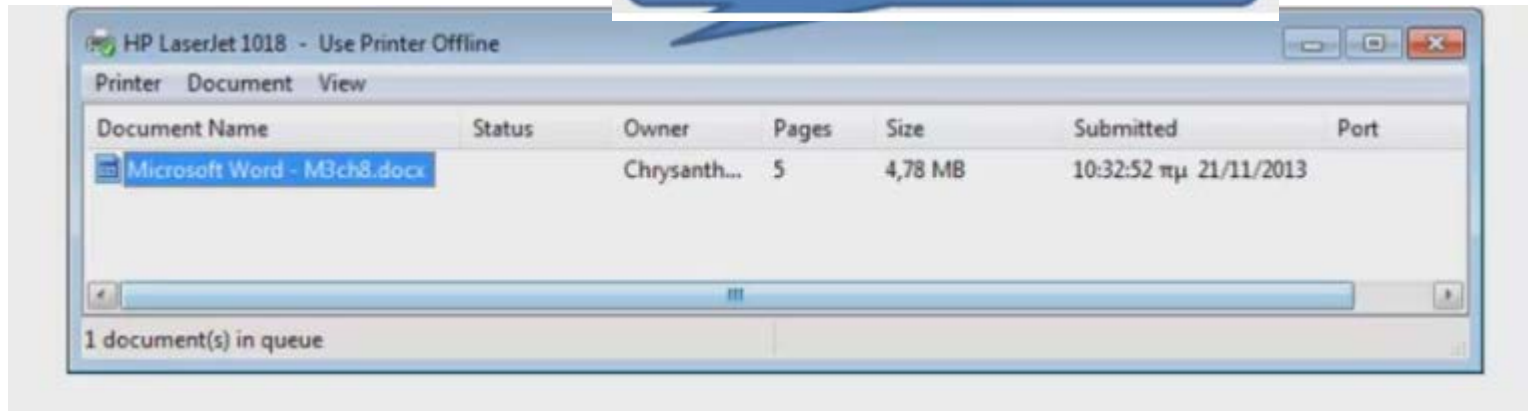 HP LaserJet 1018 - Use Printer Offline
Printer Document View
Document Name Status Owner Pages Size Submitted Port
Microsoft Word - M3ch8.docx Chrysanth... 5 4,78 MB 10:32:52 πμ 21/11/2013
1 document(s) in queue